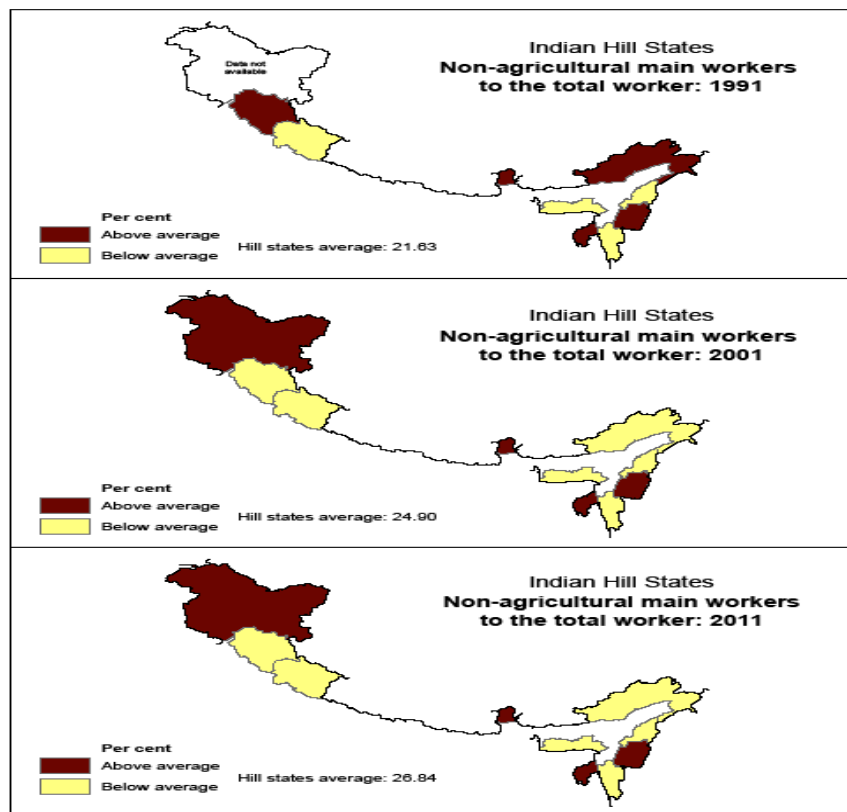 Data not
available
Indian Hill States
Non-agricultural main workers
to the total worker: 1991
Per cent
Above average
Below average
Hill states average: 21.63
Indian Hill States
Non-agricultural main workers
to the total worker: 2001
Per cent
Above average
Below average
Hill states average: 24.90
Indian Hill States
Non-agricultural main workers
to the total worker: 2011
Per cent
Above average
Below average
Hill states average: 26.84